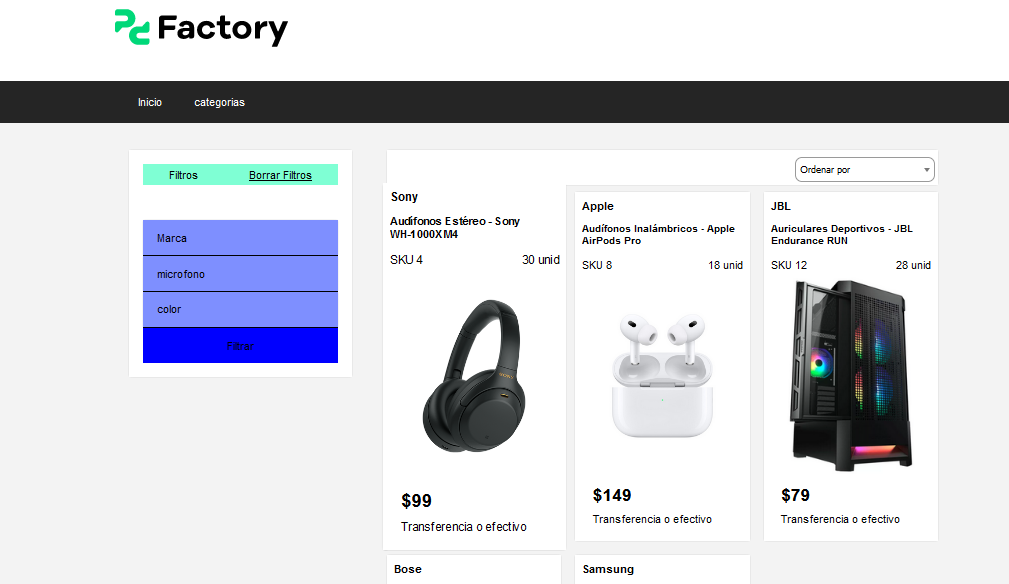 Factory
Inicio categorias
Filtros Borrar Filtros
Marca
microfono
color
Filtrar
Ordenar por
Sony
Audífonos Estéreo - Sony
WH-1000XM4
SKU 4 30 unid
SONY
$99
Transferencia o efectivo
Apple
Audífonos Inalámbricos - Apple
AirPods Pro
SKU 8 18 unid
$149
Transferencia o efectivo
JBL
Auriculares Deportivos - JBL
Endurance RUN
SKU 12 28 unid
$79
Transferencia o efectivo
Bose
Samsung